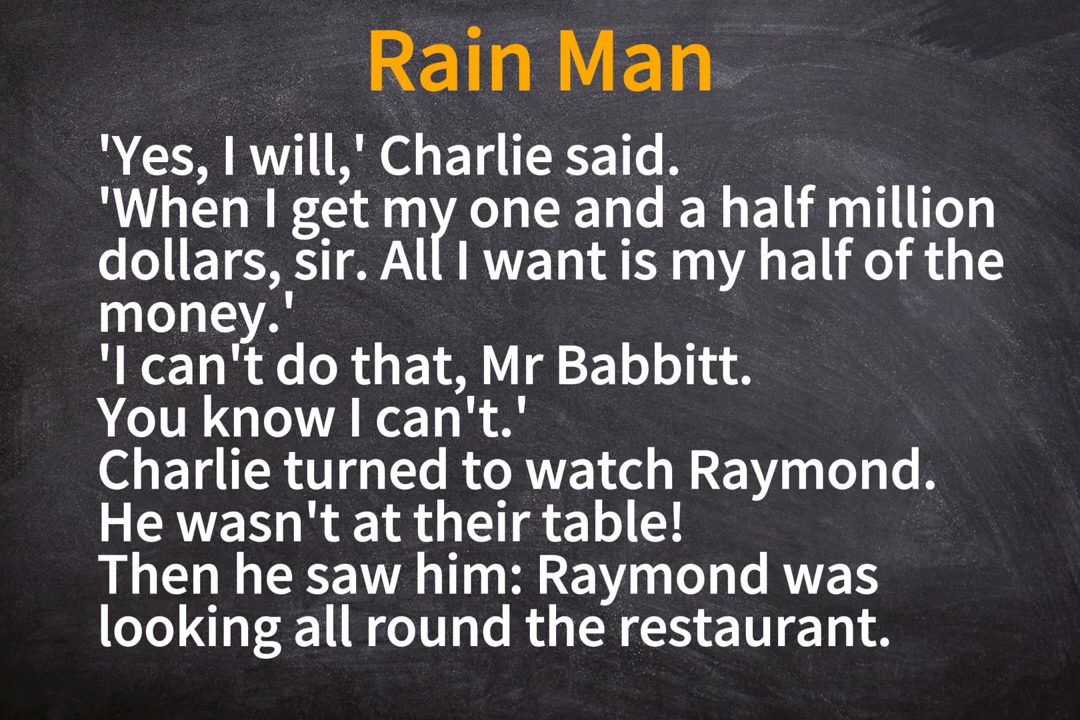 Rain Man
'Yes, I will,' Charlie said.
'When I get my one and a half million
dollars, sir. All I want is my half of the
money.'
'I can't do that, Mr Babbitt.
You know I can't.'
Charlie turned to watch Raymond.
He wasn't at their table!
Then he saw him: Raymond was
looking all round the restaurant.